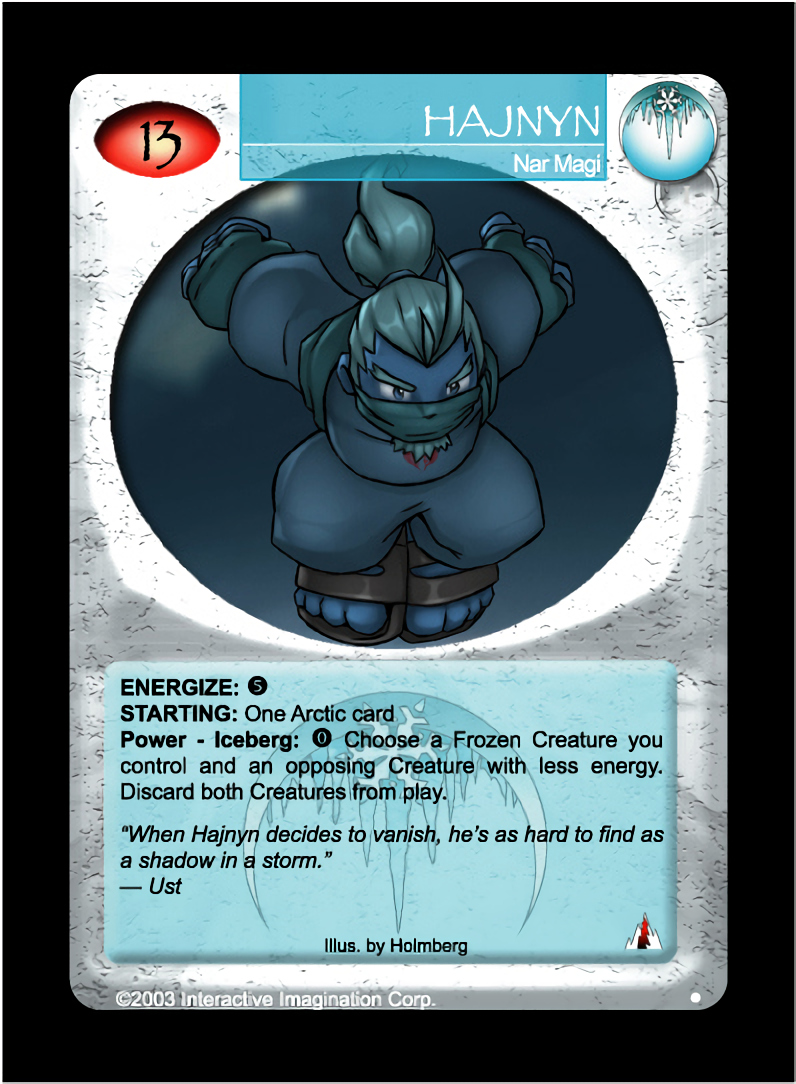 13
HAJNYN
Nar Magi
ENERGIZE: 5
STARTING: One Arctic card
Power - Iceberg: 0 Choose a Frozen Creature you
control and an opposing Creature with less energy.
Discard both Creatures from play.
“When Hajnyn decides to vanish, he’s as hard to find as
a shadow in a storm.”
— Ust
Illus. by Holmberg
©2003 Interactive Imagination Corp.